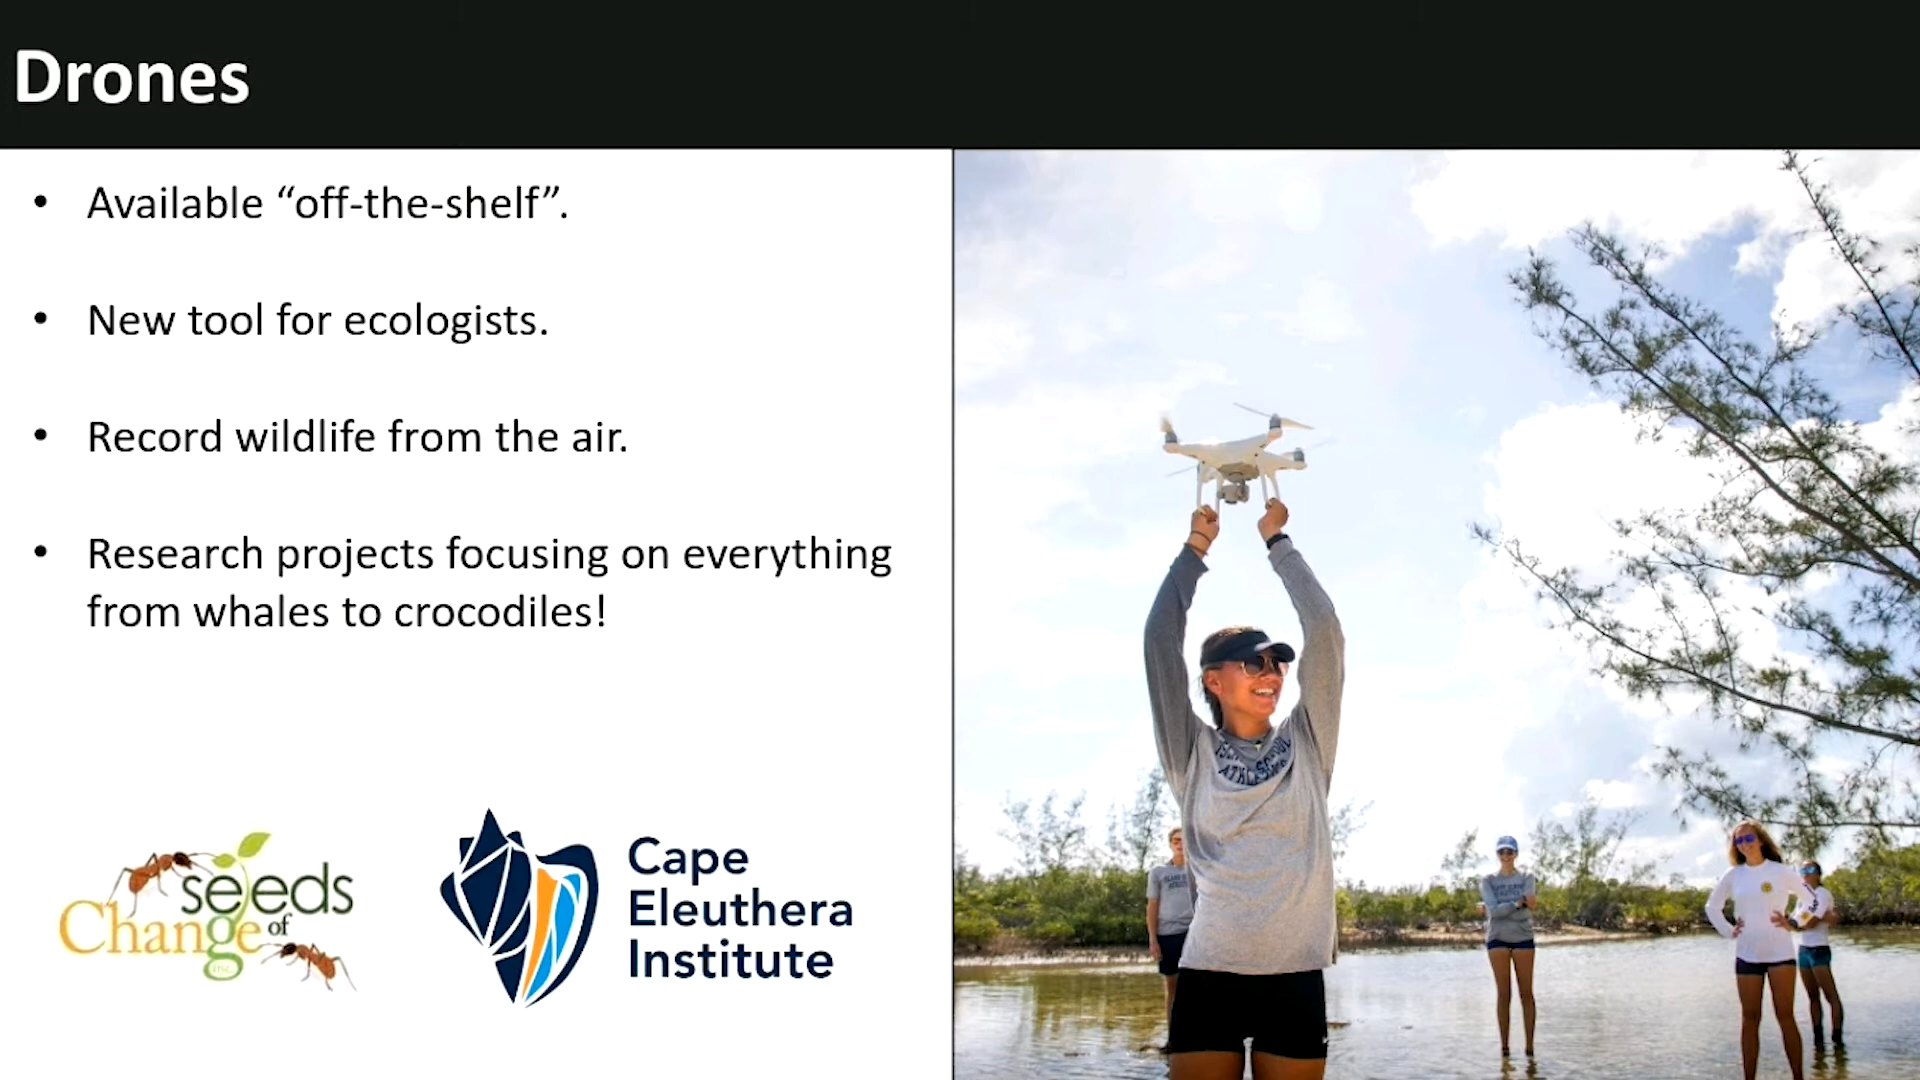 Drones
• Available “off-the-shelf”.
• New tool for ecologists.
• Record wildlife from the air.
• Research projects focusing on everything
from whales to crocodiles!
seeds
of
Change
inc.
Cape
Eleuthera
Institute